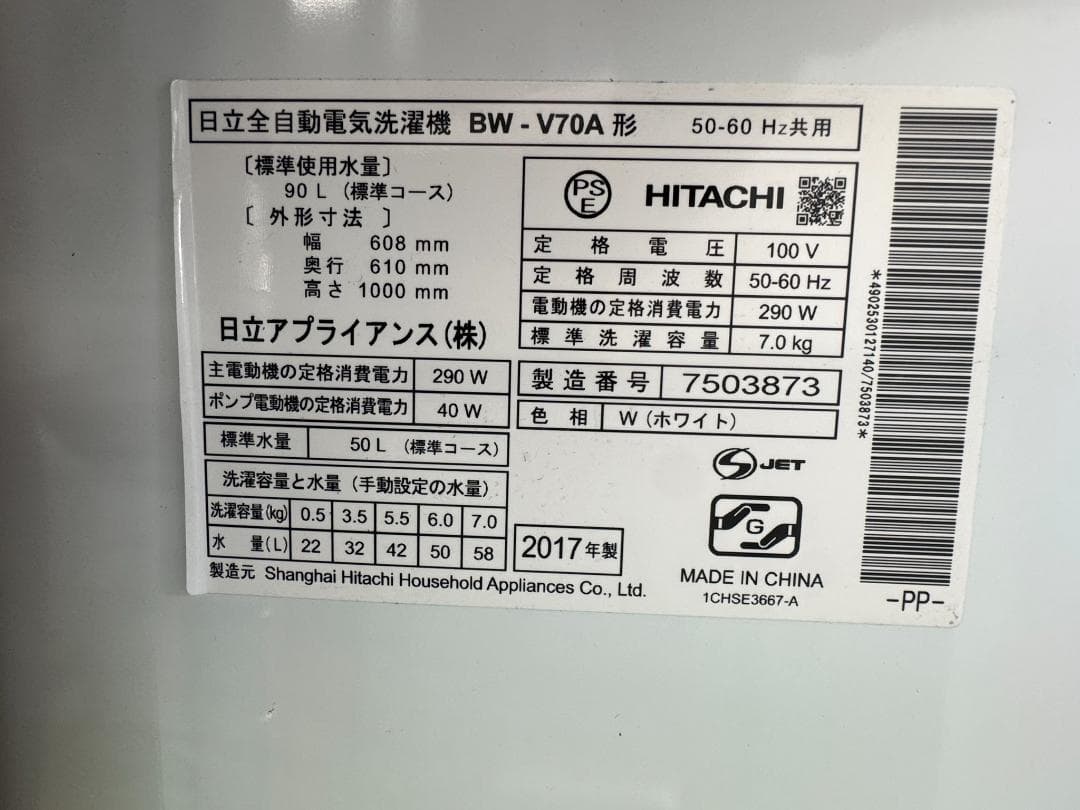 日立全自動電気洗濯機 BW-V70A形 50-60 Hz共用
〔標準使用水量〕
90 L (標準コース)
〔 外形寸法 〕
幅 608 mm
奥行 610 mm
高さ 1000 mm
日立アプライアンス(株)
主電動機の定格消費電力 290 W
ポンプ電動機の定格消費電力 40 W
標準水量 50 L (標準コース)
洗濯容量と水量 (手動設定の水量)
洗濯容量(kg) 0.5 3.5 5.5 6.0 7.0
水 量(L) 22 32 42 50 58
製造元 Shanghai Hitachi Household Appliances Co., Ltd.
PSE HITACHI
定格電圧 100 V
定格周波数 50-60 Hz
電動機の定格消費電力 290 W
標準洗濯容量 7.0 kg
製造番号 7503873
色相 W (ホワイト)
S JET
G
2017年製
MADE IN CHINA
1CHSE3667-A
*4902530127140/7503873*
-PP-